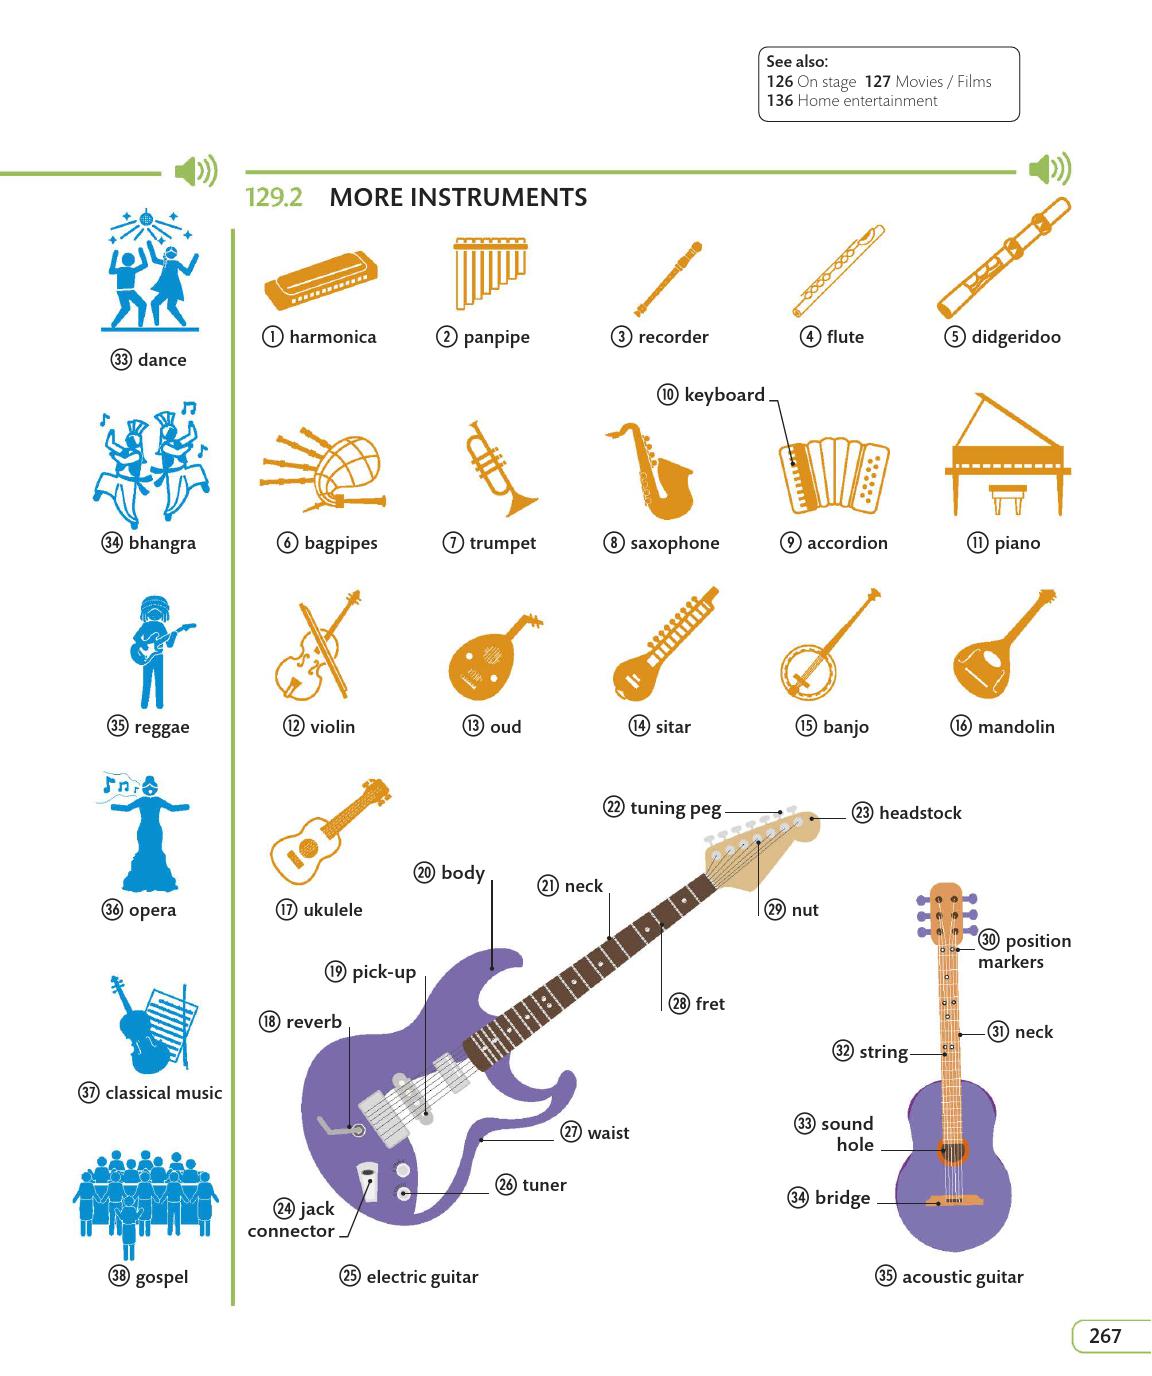 See also:
126 On stage 127 Movies / Films
136 Home entertainment
129.2 MORE INSTRUMENTS
33 dance
34 bhangra
35 reggae
36 opera
37 classical music
38 gospel
1 harmonica
2 panpipe
3 recorder
4 flute
5 didgeridoo
10 keyboard
6 bagpipes
7 trumpet
8 saxophone
9 accordion
11 piano
12 violin
13 oud
14 sitar
15 banjo
16 mandolin
17 ukulele
22 tuning peg
23 headstock
20 body
21 neck
29 nut
19 pick-up
28 fret
18 reverb
27 waist
26 tuner
24 jack
connector
25 electric guitar
30 position
markers
31 neck
32 string
33 sound
hole
34 bridge
35 acoustic guitar
267